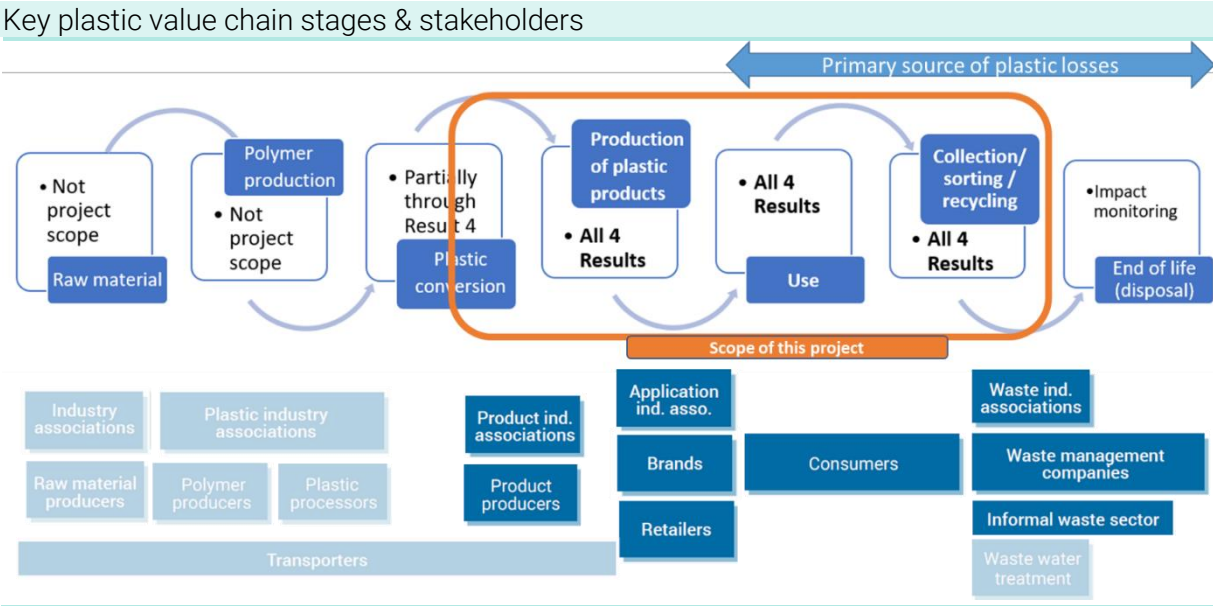 Key plastic value chain stages & stakeholders
Primary source of plastic losses
• Not
project
scope
Raw material
Polymer
production
• Not
project
scope
• Partially
through
Result 4
Plastic
conversion
Production
of plastic
products
• All 4
Results
• All 4
Results
Use
Collection/
sorting /
recycling
• All 4
Results
•Impact
monitoring
End of life
(disposal)
Scope of this project
Industry
associations
Plastic industry
associations
Raw material
producers
Polymer
producers
Plastic
processors
Transporters
Product ind.
associations
Product
producers
Application
ind. asso.
Brands
Retailers
Consumers
Waste ind.
associations
Waste management
companies
Informal waste sector
Waste water
treatment